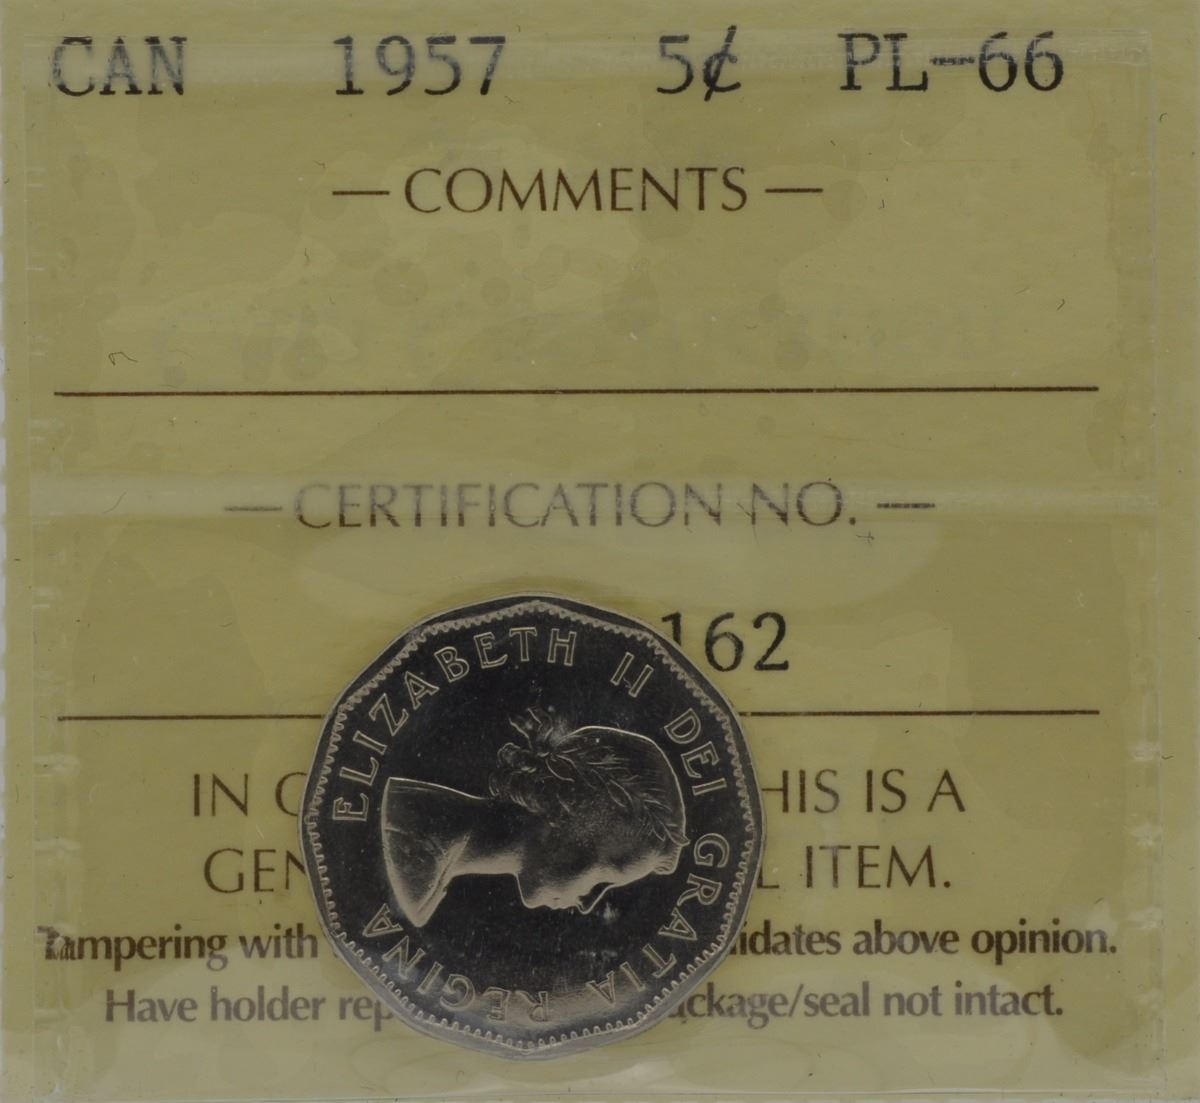 CAN 1957 5¢ PL-66
— COMMENTS —
— CERTIFICATION NO. —
162
IN C HIS IS A
GEN L ITEM.
Tampering with idates above opinion.
Have holder rep ckage/seal not intact.
ELIZABETH II DEI GRATIA REGINA